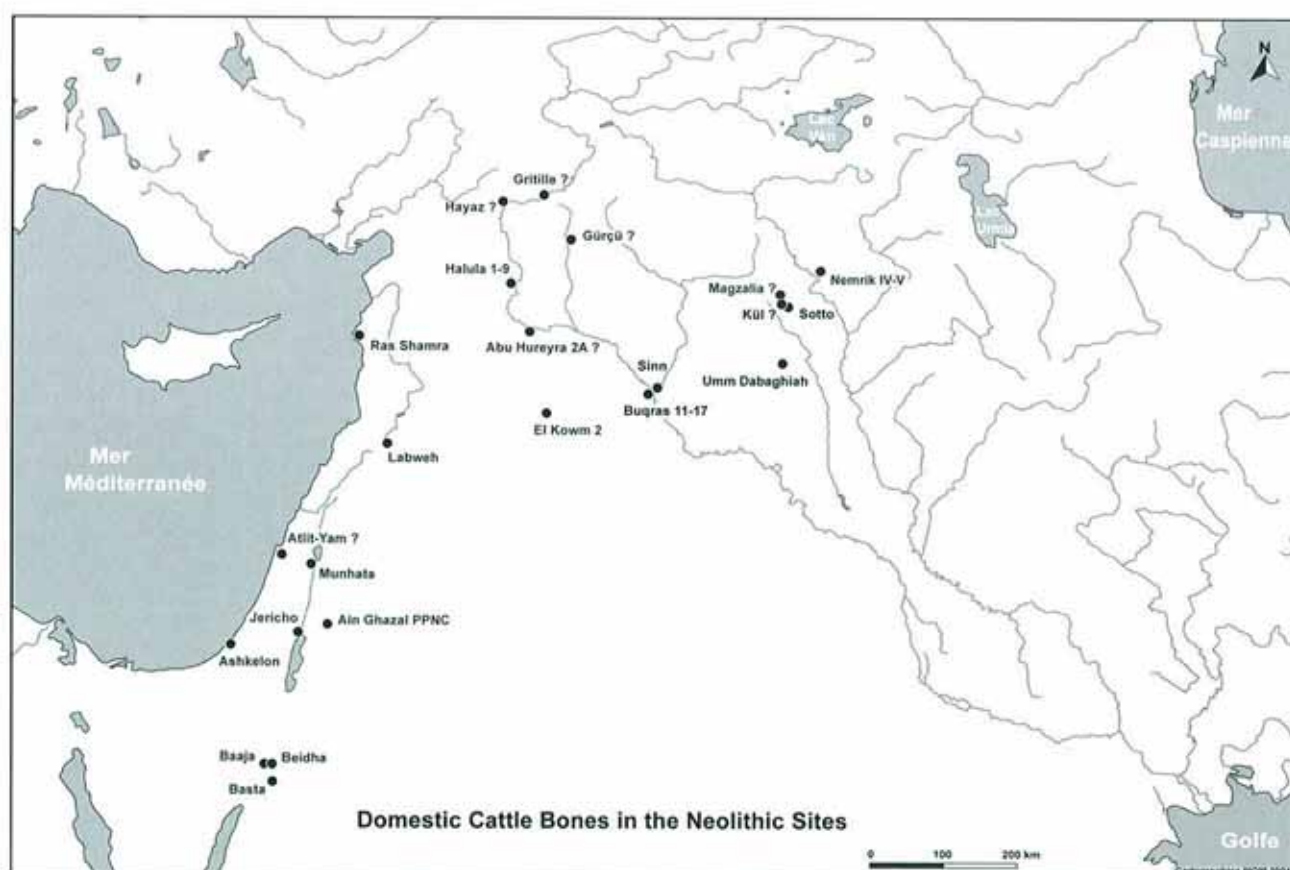 N
Lac
Van
Mer
Caspienne
Gritille ?
Hayaz ?
Lac
Urmia
Gürçü ?
Halula 1-9
Nemrik IV-V
Magzalia ?
Kül ?
Sotto
Ras Shamra
Abu Hureyra 2A ?
Sinn
Umm Dabaghiah
Buqras 11-17
El Kowm 2
Labweh
Mer
Méditerranée
Atlit-Yam ?
Munhata
Jericho
Ain Ghazal PPNC
Ashkelon
Baaja
Beidha
Basta
Domestic Cattle Bones in the Neolithic Sites
Golfe
0 100 200 km